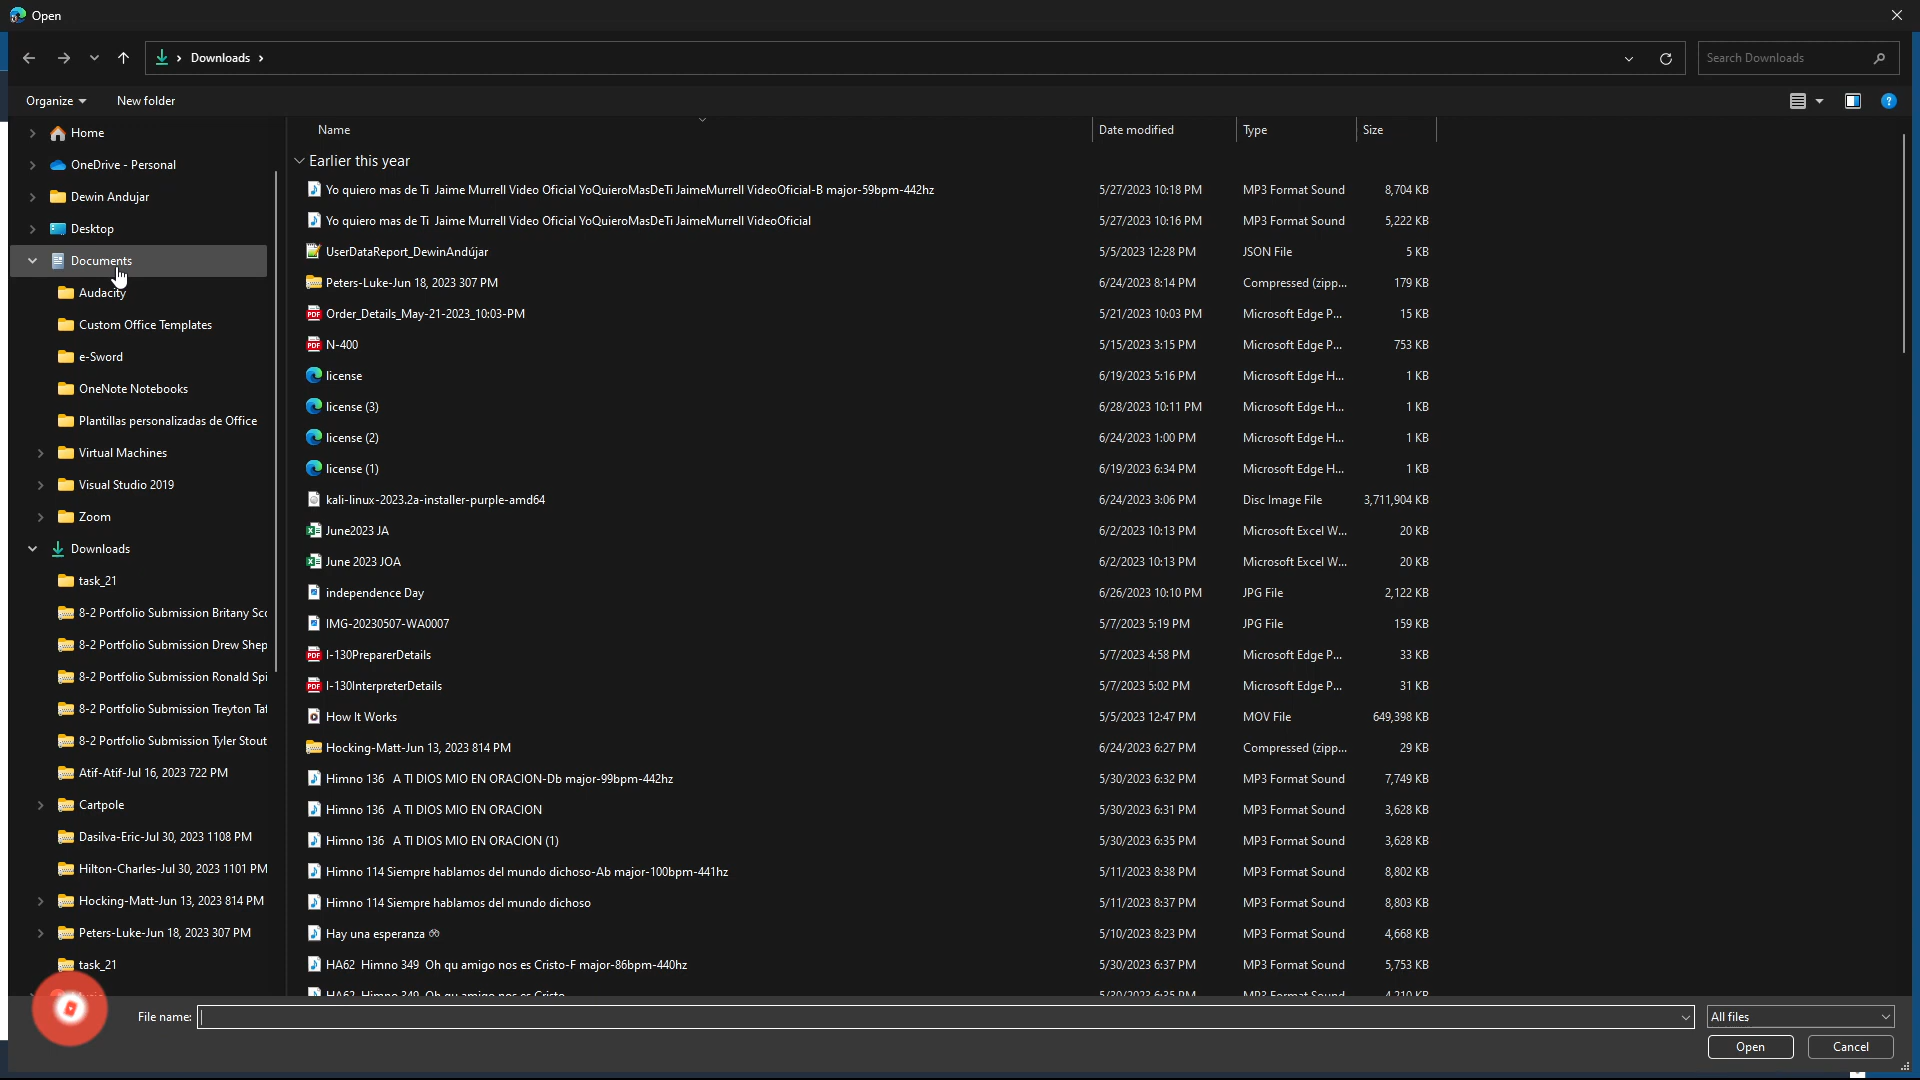 Open
Downloads
Search Downloads
Organize
New folder
Home
OneDrive - Personal
Dewin Andujar
Desktop
Documents
Audacity
Custom Office Templates
e-Sword
OneNote Notebooks
Plantillas personalizadas de Office
Virtual Machines
Visual Studio 2019
Zoom
Downloads
task_21
8-2 Portfolio Submission Britany Sc
8-2 Portfolio Submission Drew Shep
8-2 Portfolio Submission Ronald Spi
8-2 Portfolio Submission Treyton Ta
8-2 Portfolio Submission Tyler Stout
Atif-Atif-Jul 16, 2023 722 PM
Cartpole
Dasilva-Eric-Jul 30, 2023 1108 PM
Hilton-Charles-Jul 30, 2023 1101 PM
Hocking-Matt-Jun 13, 2023 814 PM
Peters-Luke-Jun 18, 2023 307 PM
task_21
Name Date modified Type Size
Earlier this year
Yo quiero mas de Ti Jaime Murrell Video Oficial YoQuieroMasDeTi JaimeMurrell VideoOficial-B major-59bpm-442hz 5/27/2023 10:18 PM MP3 Format Sound 8,704 KB
Yo quiero mas de Ti Jaime Murrell Video Oficial YoQuieroMasDeTi JaimeMurrell VideoOficial 5/27/2023 10:16 PM MP3 Format Sound 5,222 KB
UserDataReport_DewinAndújar 5/5/2023 12:28 PM JSON File 5 KB
Peters-Luke-Jun 18, 2023 307 PM 6/24/2023 8:14 PM Compressed (zipp... 179 KB
Order_Details_May-21-2023_10:03-PM 5/21/2023 10:03 PM Microsoft Edge P... 15 KB
N-400 5/15/2023 3:15 PM Microsoft Edge P... 753 KB
license 6/19/2023 5:16 PM Microsoft Edge H... 1 KB
license (3) 6/28/2023 10:11 PM Microsoft Edge H... 1 KB
license (2) 6/24/2023 1:00 PM Microsoft Edge H... 1 KB
license (1) 6/19/2023 6:34 PM Microsoft Edge H... 1 KB
kali-linux-2023.2a-installer-purple-amd64 6/24/2023 3:06 PM Disc Image File 3,711,904 KB
June2023 JA 6/2/2023 10:13 PM Microsoft Excel W... 20 KB
June 2023 JOA 6/2/2023 10:13 PM Microsoft Excel W... 20 KB
independence Day 6/26/2023 10:10 PM JPG File 2,122 KB
IMG-20230507-WA0007 5/7/2023 5:19 PM JPG File 159 KB
I-130PreparerDetails 5/7/2023 4:58 PM Microsoft Edge P... 33 KB
I-130InterpreterDetails 5/7/2023 5:02 PM Microsoft Edge P... 31 KB
How It Works 5/5/2023 12:47 PM MOV File 649,398 KB
Hocking-Matt-Jun 13, 2023 814 PM 6/24/2023 6:27 PM Compressed (zipp... 29 KB
Himno 136 A TI DIOS MIO EN ORACION-Db major-99bpm-442hz 5/30/2023 6:32 PM MP3 Format Sound 7,749 KB
Himno 136 A TI DIOS MIO EN ORACION 5/30/2023 6:31 PM MP3 Format Sound 3,628 KB
Himno 136 A TI DIOS MIO EN ORACION (1) 5/30/2023 6:35 PM MP3 Format Sound 3,628 KB
Himno 114 Siempre hablamos del mundo dichoso-Ab major-100bpm-441hz 5/11/2023 8:38 PM MP3 Format Sound 8,802 KB
Himno 114 Siempre hablamos del mundo dichoso 5/11/2023 8:37 PM MP3 Format Sound 8,803 KB
Hay una esperanza 5/10/2023 8:23 PM MP3 Format Sound 4,668 KB
HA62 Himno 349 Oh qu amigo nos es Cristo-F major-86bpm-440hz 5/30/2023 6:37 PM MP3 Format Sound 5,753 KB
HA62 Himno 349 Oh qu amigo nos es Cristo 5/30/2023 6:35 PM MP3 Format Sound 4,210 KB
File name:
All files
Open
Cancel